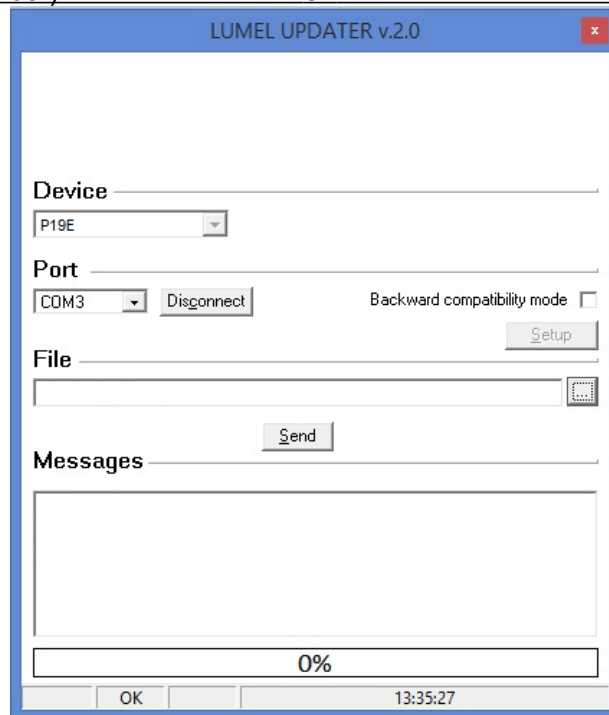 LUMEL UPDATER v.2.0
x
Device
P19E
Port
COM3 Disconnect Backward compatibility mode
Setup
File
...
Send
Messages
0%
OK 13:35:27